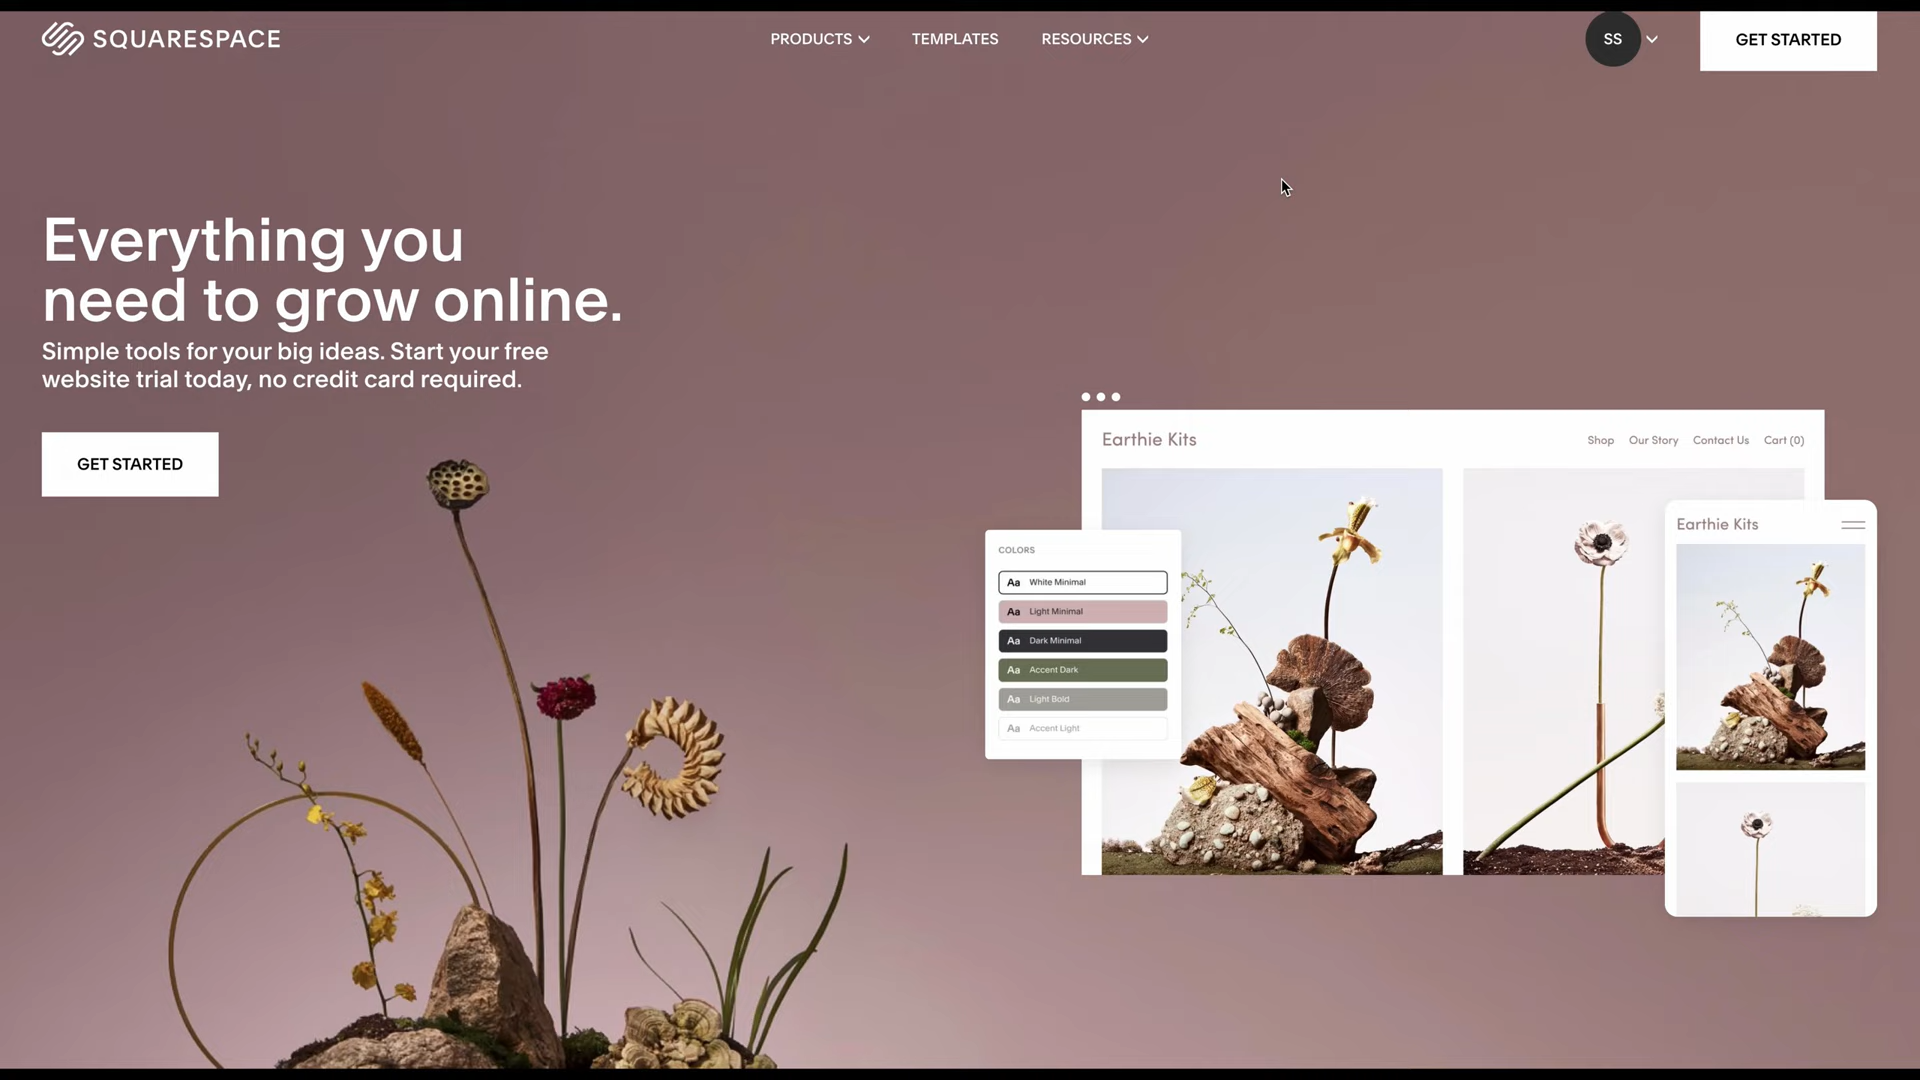 SQUARESPACE
PRODUCTS
TEMPLATES
RESOURCES
SS
GET STARTED
Everything you
need to grow online.
Simple tools for your big ideas. Start your free
website trial today, no credit card required.
GET STARTED
Earthie Kits
Shop
Our Story
Contact Us
Cart (0)
COLORS
Aa White Minimal
Aa Light Minimal
Aa Dark Minimal
Aa Accent Dark
Aa Light Bold
Aa Accent Light
Earthie Kits